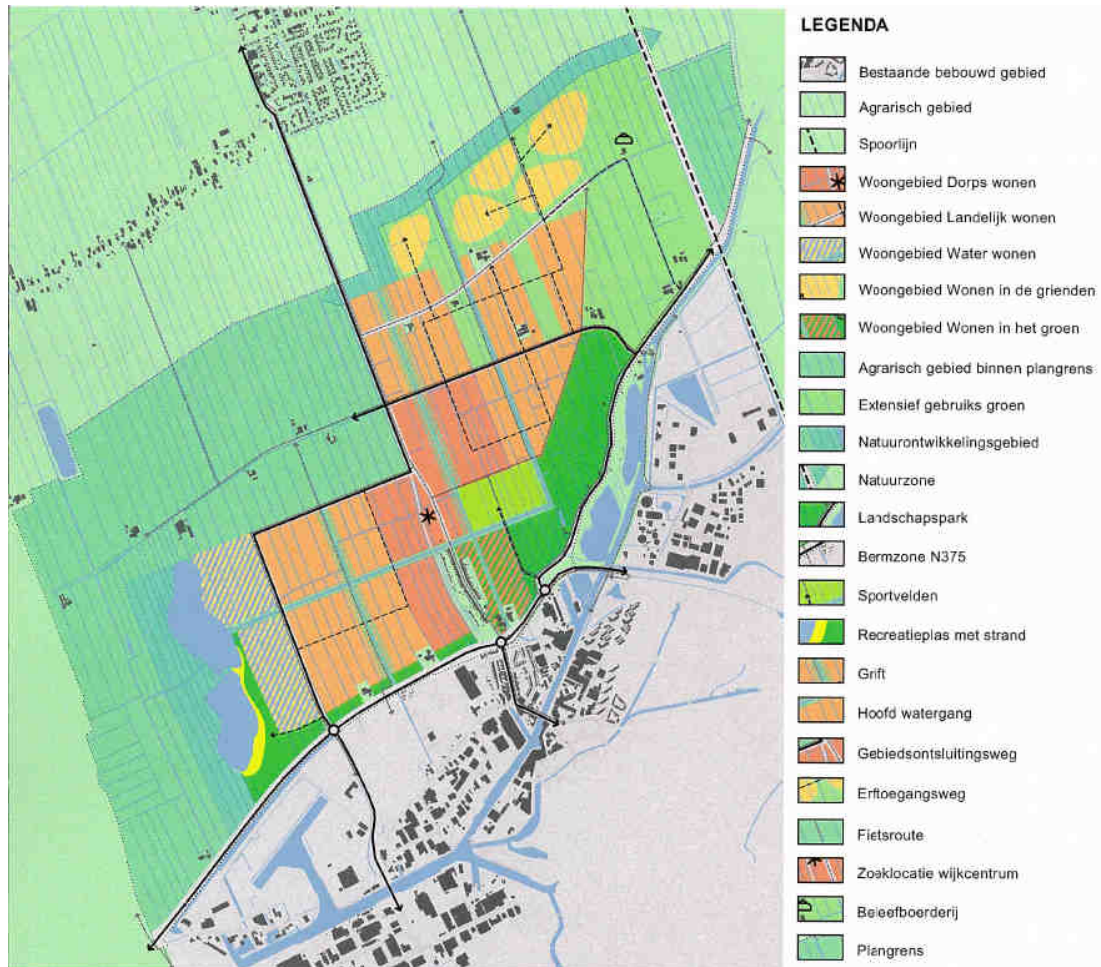 LEGENDA
Bestaande bebouwd gebied
Agrarisch gebied
Spoorlijn
Woongebied Dorps wonen
Woongebied Landelijk wonen
Woongebied Water wonen
Woongebied Wonen in de grienden
Woongebied Wonen in het groen
Agrarisch gebied binnen plangrens
Extensief gebruiks groen
Natuurontwikkelingsgebied
Natuurzone
Landschapspark
Bermzone N375
Sportvelden
Recreatieplas met strand
Grift
Hoofd watergang
Gebiedsontsluitingsweg
Erftoegangsweg
Fietsroute
Zoeklocatie wijkcentrum
Beleefboerderij
Plangrens